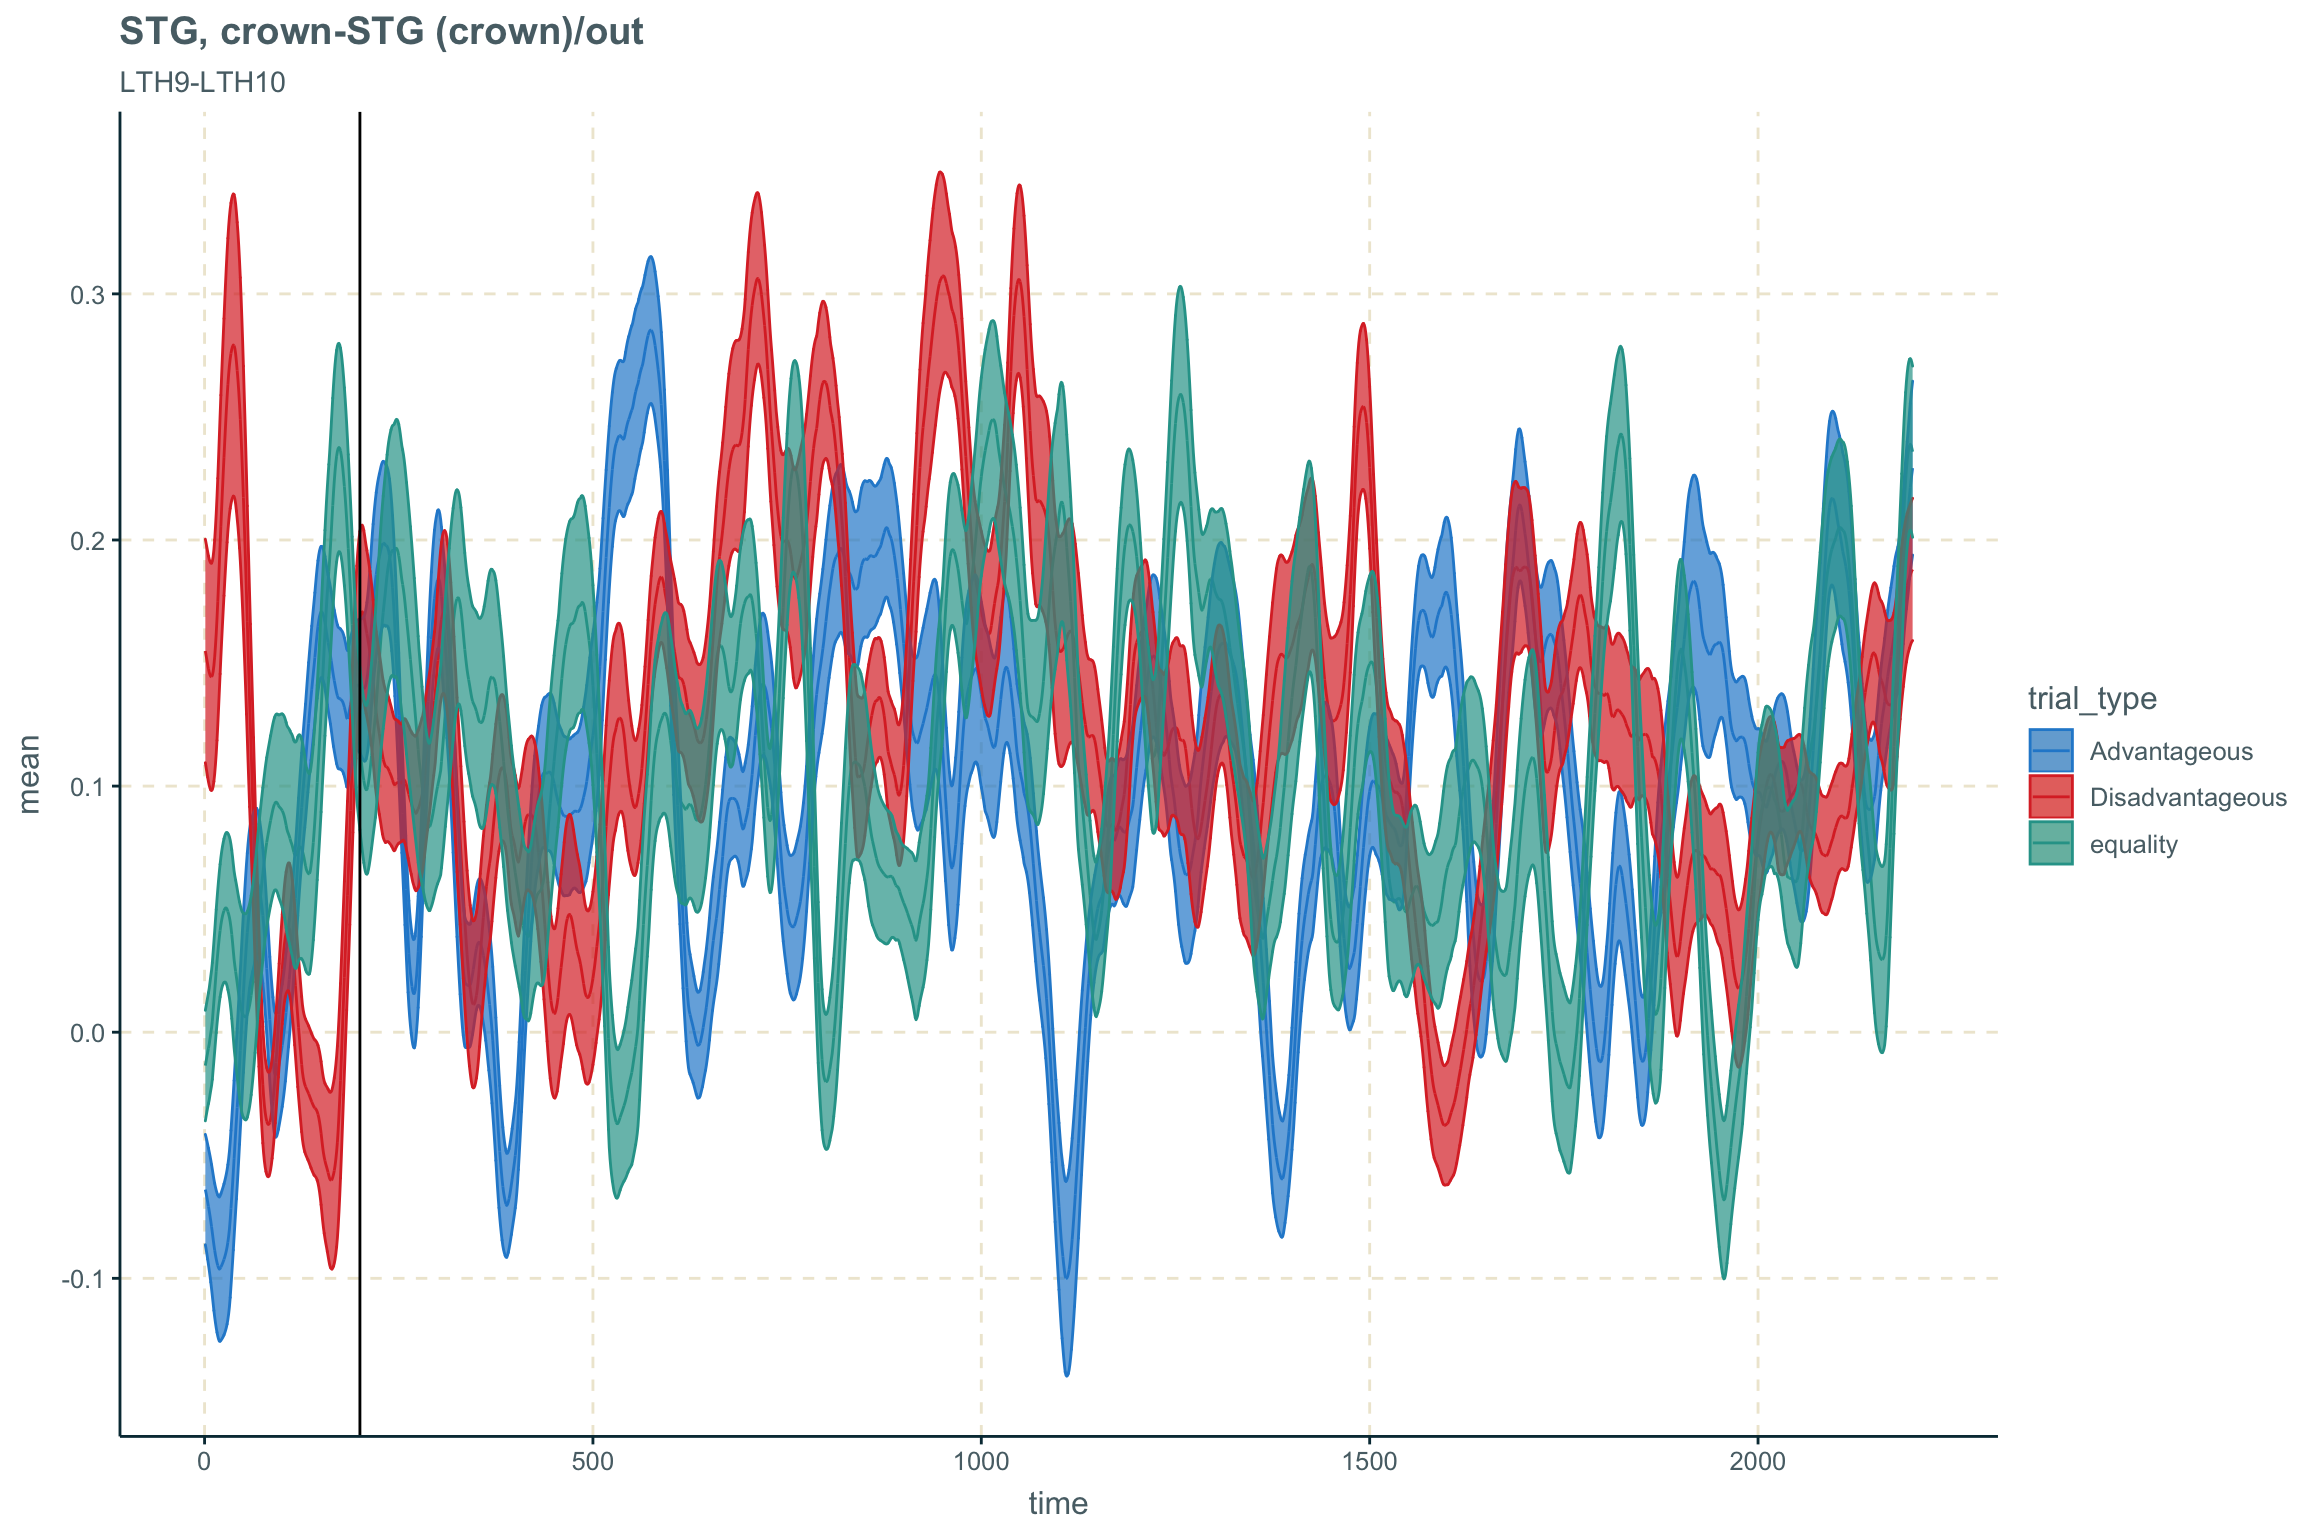 STG, crown-STG (crown)/out
LTH9-LTH10
mean
0.3
0.2
0.1
0.0
-0.1
0
500
1000
1500
2000
time
trial_type
Advantageous
Disadvantageous
equality